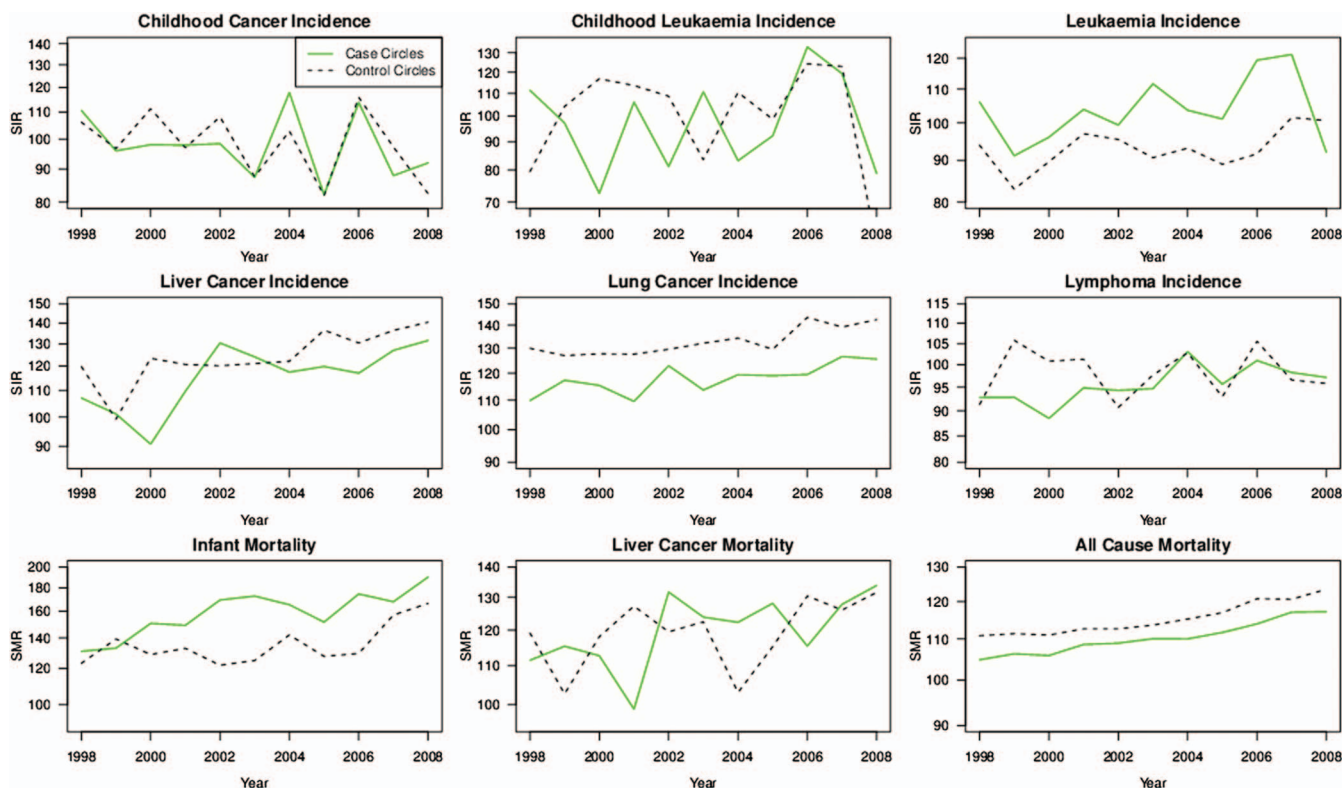 Childhood Cancer Incidence
140
130
120
110
100
90
80
SIR
Case Circles
Control Circles
1998 2000 2002 2004 2006 2008
Year
Childhood Leukaemia Incidence
130
120
110
100
90
80
70
SIR
1998 2000 2002 2004 2006 2008
Year
Leukaemia Incidence
120
110
100
90
80
SIR
1998 2000 2002 2004 2006 2008
Year
Liver Cancer Incidence
150
140
130
120
110
100
90
SIR
1998 2000 2002 2004 2006 2008
Year
Lung Cancer Incidence
150
140
130
120
110
100
90
SIR
1998 2000 2002 2004 2006 2008
Year
Lymphoma Incidence
115
110
105
100
95
90
85
80
SIR
1998 2000 2002 2004 2006 2008
Year
Infant Mortality
200
180
160
140
120
100
SMR
1998 2000 2002 2004 2006 2008
Year
Liver Cancer Mortality
140
130
120
110
100
SMR
1998 2000 2002 2004 2006 2008
Year
All Cause Mortality
130
120
110
100
90
SMR
1998 2000 2002 2004 2006 2008
Year